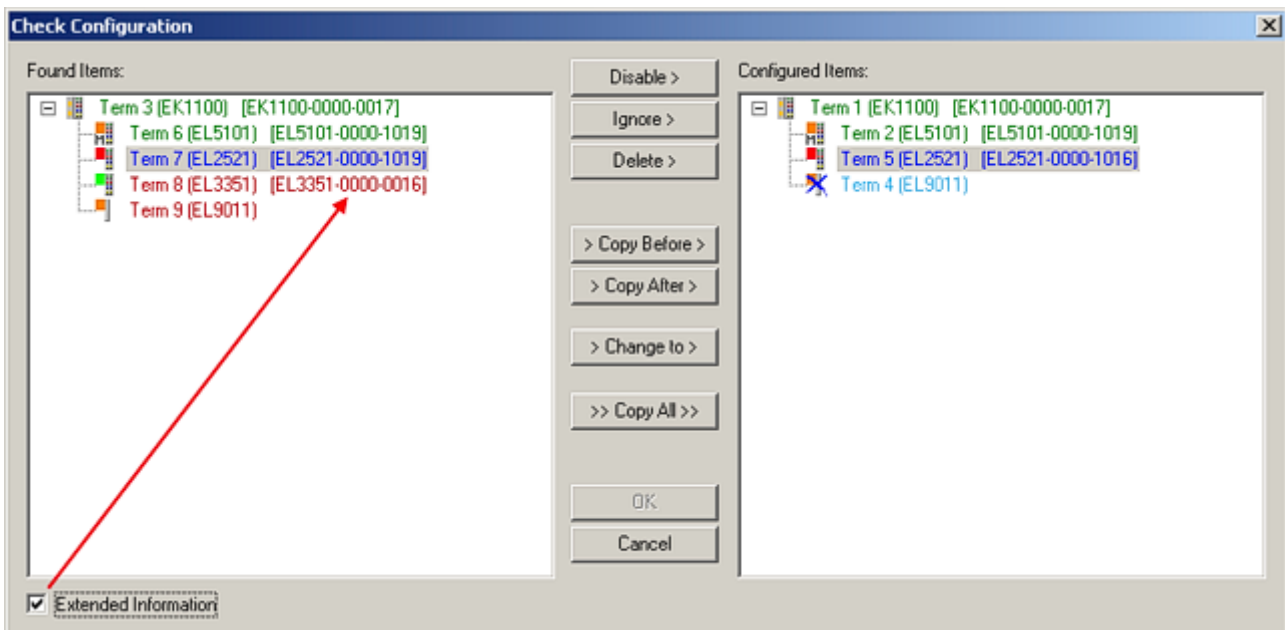 Check Configuration
Found Items:
Term 3 (EK1100) [EK1100-0000-0017]
Term 6 (EL5101) [EL5101-0000-1019]
Term 7 (EL2521) [EL2521-0000-1019]
Term 8 (EL3351) [EL3351-0000-0016]
Term 9 (EL9011)
Extended Information
Disable >
Ignore >
Delete >
> Copy Before >
> Copy After >
> Change to >
>> Copy All >>
OK
Cancel
Configured Items:
Term 1 (EK1100) [EK1100-0000-0017]
Term 2 (EL5101) [EL5101-0000-1019]
Term 5 (EL2521) [EL2521-0000-1016]
Term 4 (EL9011)